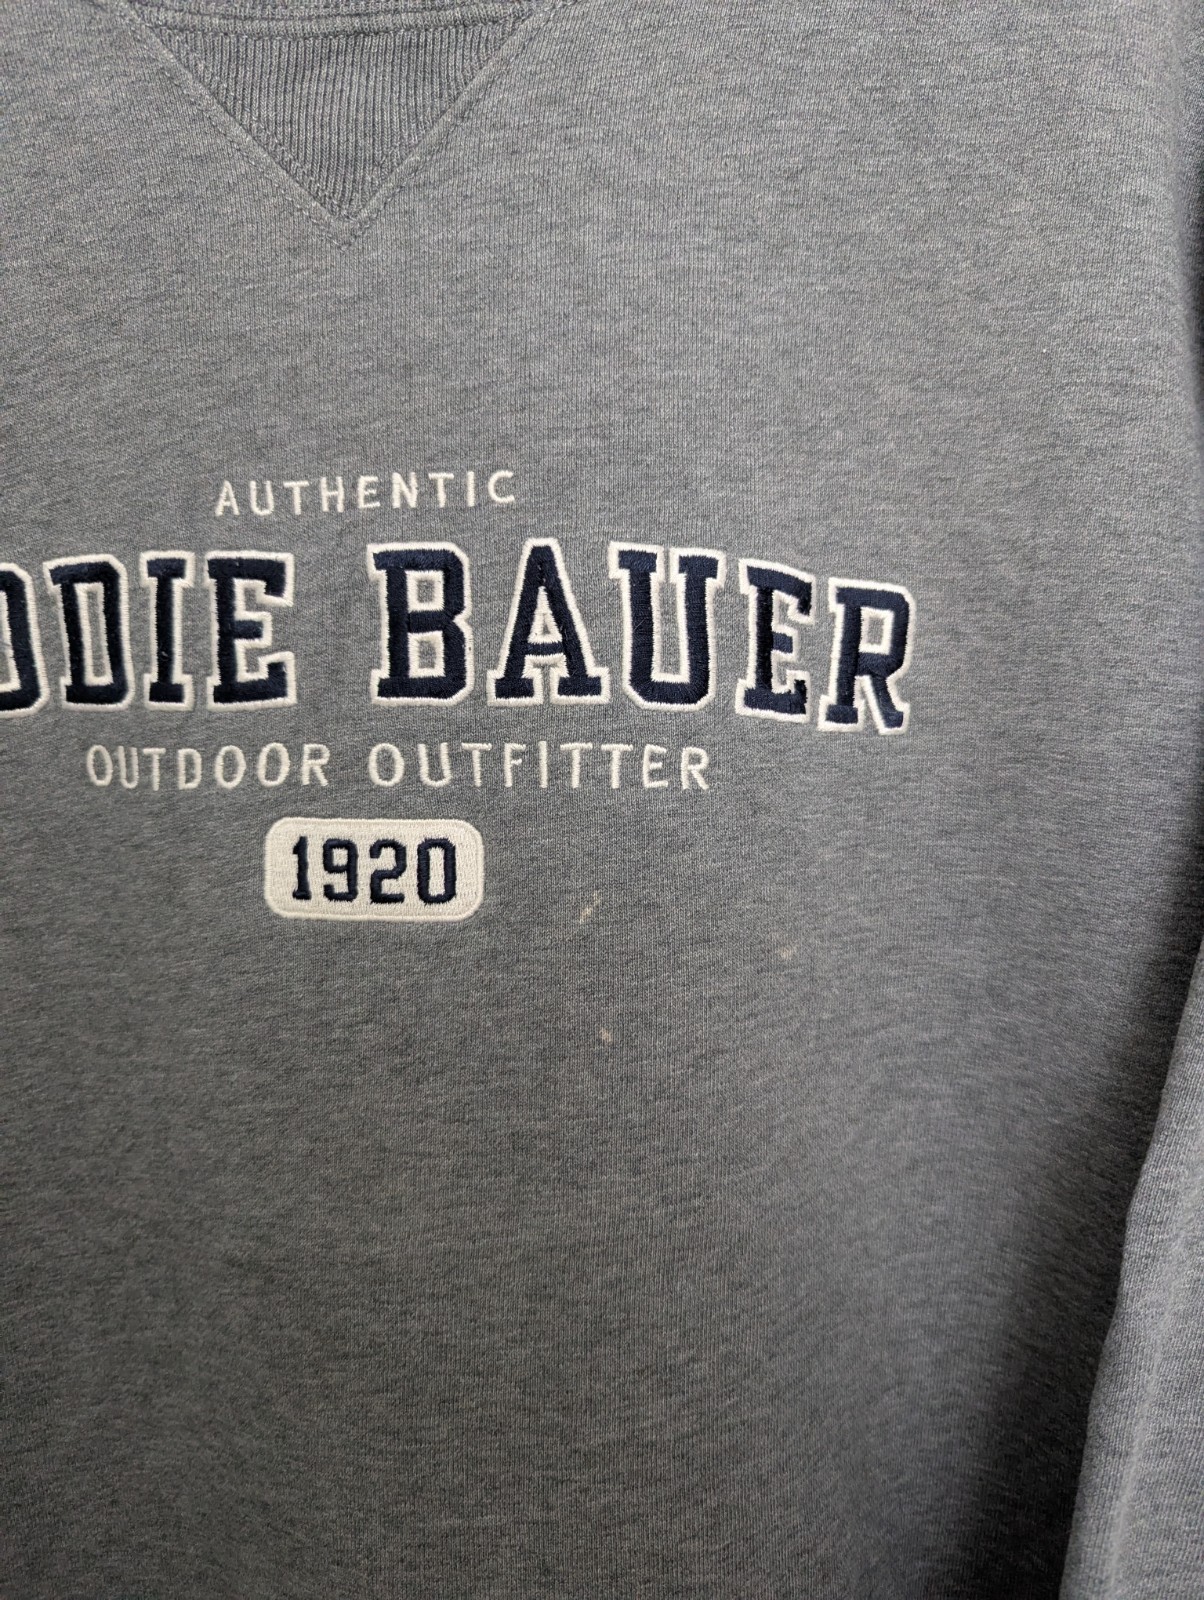 AUTHENTIC
DDIE BAUER
OUTDOOR OUTFITTER
1920